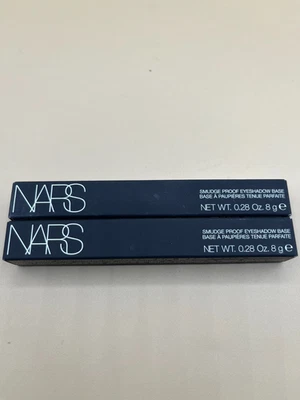 NARS
SMUDGE PROOF EYESHADOW BASE
BASE À PAUPIÈRES TENUE PARFAITE
NET WT. 0.28 Oz. 8 g ℮
NARS
SMUDGE PROOF EYESHADOW BASE
BASE À PAUPIÈRES TENUE PARFAITE
NET WT. 0.28 Oz. 8 g ℮